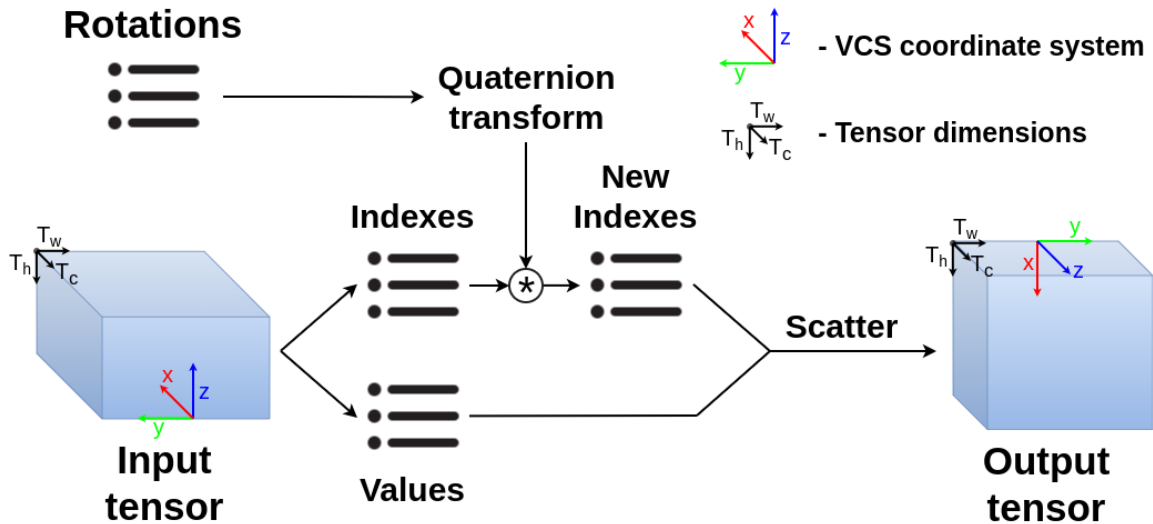 Rotations
Quaternion
transform
x
z
y
- VCS coordinate system
Tw
Th
Tc
- Tensor dimensions
Indexes
New
Indexes
Tw
Th
Tc
x
z
y
Input
tensor
*
Values
Scatter
Tw
Th
Tc
y
x
z
Output
tensor